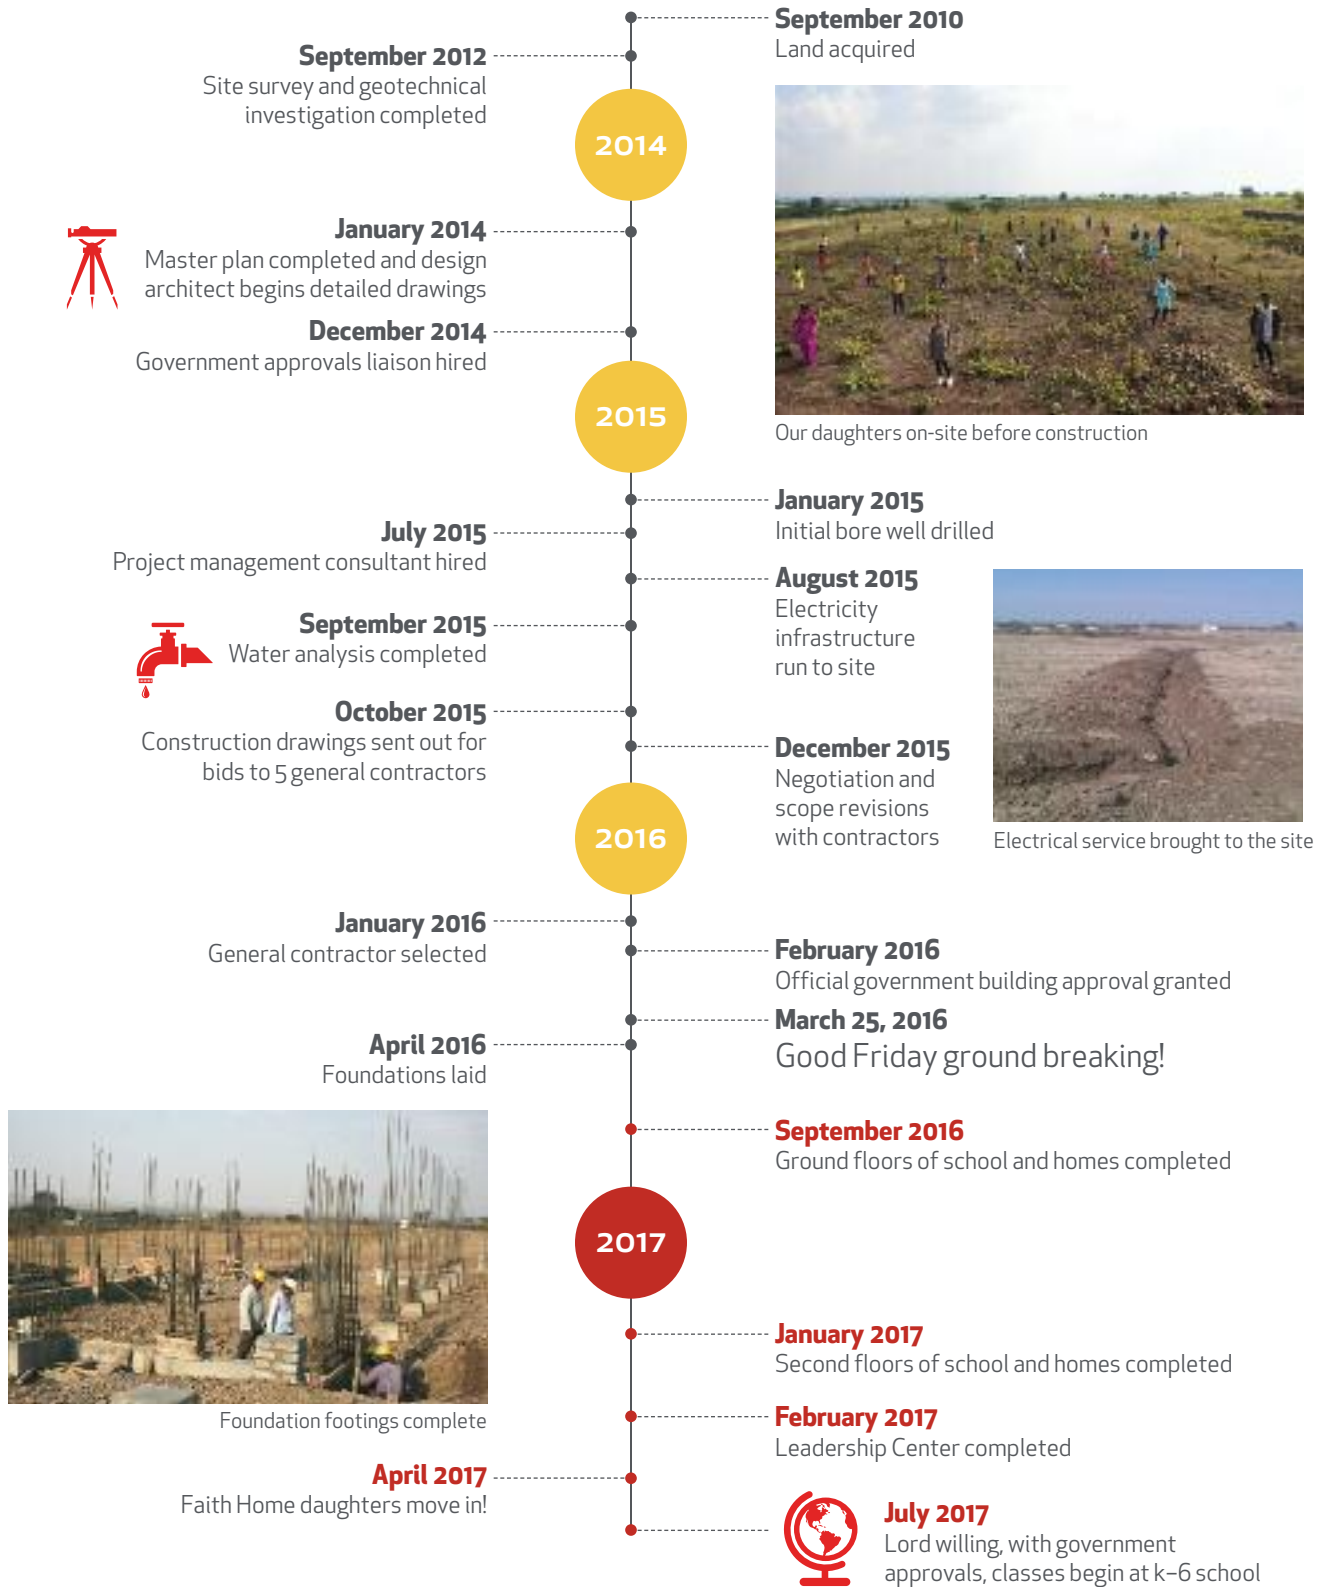 September 2010
Land acquired
September 2012
Site survey and geotechnical
investigation completed
2014
January 2014
Master plan completed and design
architect begins detailed drawings
December 2014
Government approvals liaison hired
Our daughters on-site before construction
2015
January 2015
Initial bore well drilled
July 2015
Project management consultant hired
August 2015
Electricity
infrastructure
run to site
September 2015
Water analysis completed
October 2015
Construction drawings sent out for
bids to 5 general contractors
December 2015
Negotiation and
scope revisions
with contractors
Electrical service brought to the site
2016
January 2016
General contractor selected
February 2016
Official government building approval granted
March 25, 2016
Good Friday ground breaking!
April 2016
Foundations laid
September 2016
Ground floors of school and homes completed
Foundation footings complete
2017
January 2017
Second floors of school and homes completed
February 2017
Leadership Center completed
April 2017
Faith Home daughters move in!
July 2017
Lord willing, with government
approvals, classes begin at k–6 school